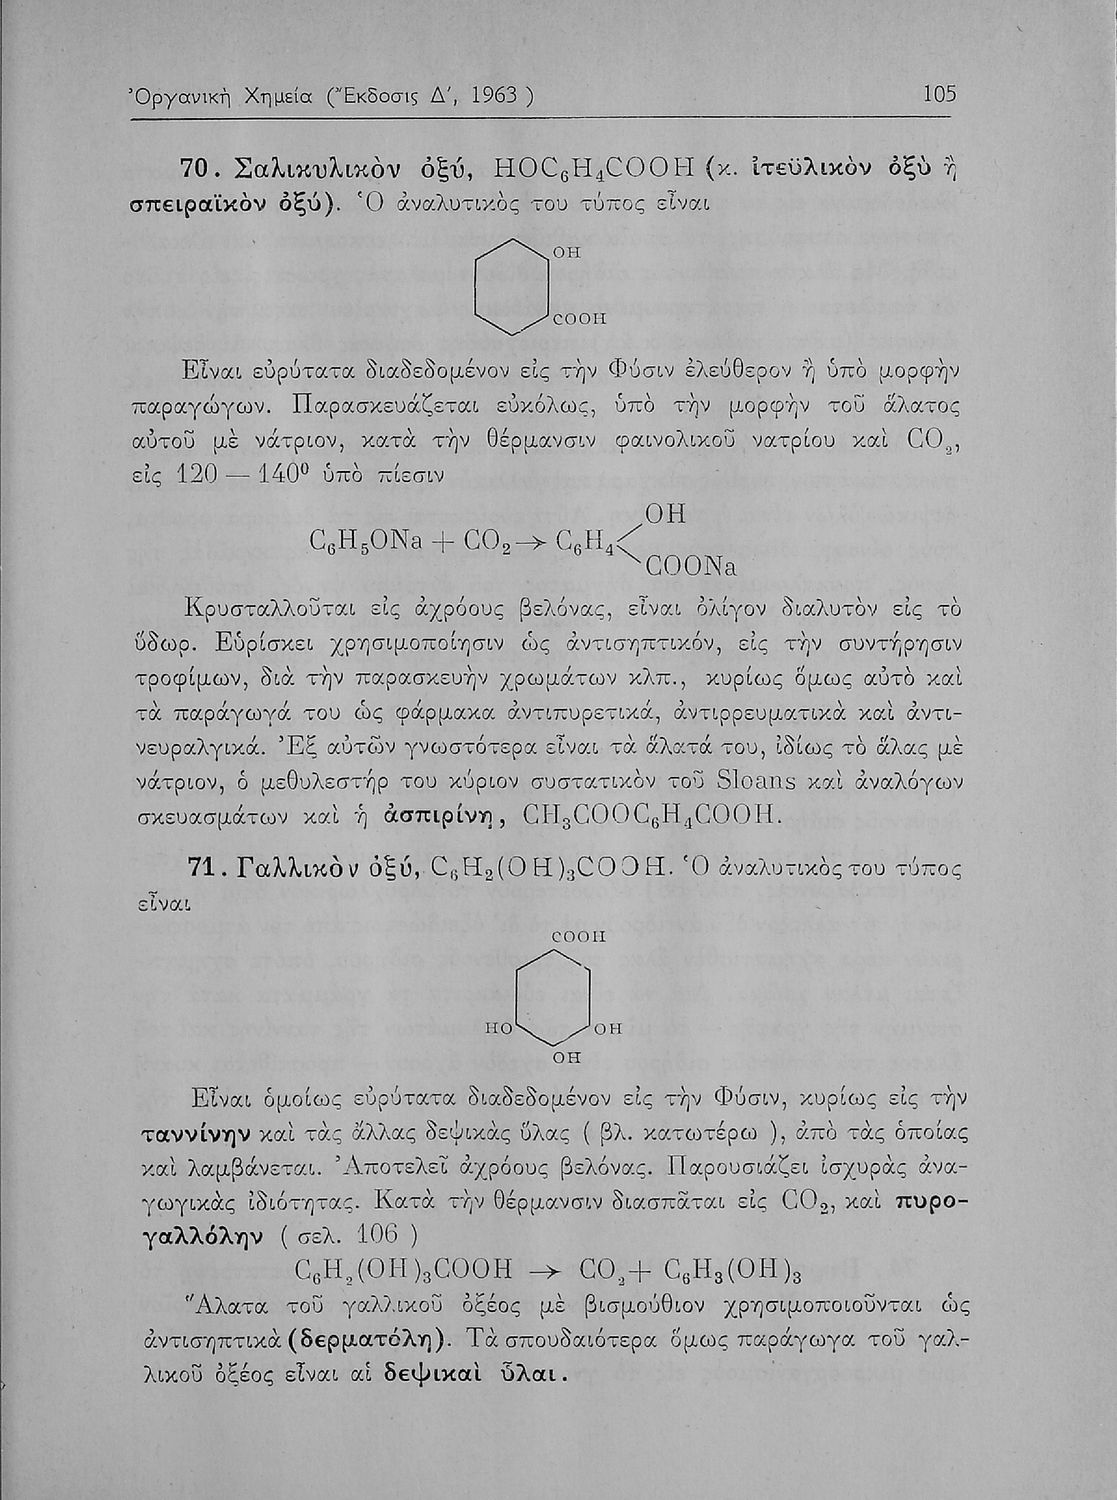 Ὀργανικὴ Χημεία (Ἔκδοσις Δ′, 1963 ) 105
70. Σαλικυλικὸν ὀξύ, HOC₆H₄COOH (κ. ἰτεϋλικὸν ὀξὺ ἢ
σπειραϊκὸν ὀξύ). Ὁ ἀναλυτικὸς του τύπος εἶναι
OH
COOH
Εἶναι εὐρύτατα διαδεδομένον εἰς τὴν Φύσιν ἐλεύθερον ἢ ὑπὸ μορφὴν
παραγώγων. Παρασκευάζεται εὐκόλως, ὑπὸ τὴν μορφὴν τοῦ ἅλατος
αὐτοῦ μὲ νάτριον, κατὰ τὴν θέρμανσιν φαινολικοῦ νατρίου καὶ CO₂,
εἰς 120 — 140⁰ ὑπὸ πίεσιν
OH
C₆H₅ONa + CO₂ → C₆H₄<
COONa
Κρυσταλλοῦται εἰς ἀχρόους βελόνας, εἶναι ὀλίγον διαλυτὸν εἰς τὸ
ὕδωρ. Εὑρίσκει χρησιμοποίησιν ὡς ἀντισηπτικόν, εἰς τὴν συντήρησιν
τροφίμων, διὰ τὴν παρασκευὴν χρωμάτων κλπ., κυρίως ὅμως αὐτὸ καὶ
τὰ παράγωγά του ὡς φάρμακα ἀντιπυρετικά, ἀντιρρευματικὰ καὶ ἀντι-
νευραλγικά. Ἐξ αὐτῶν γνωστότερα εἶναι τὰ ἅλατά του, ἰδίως τὸ ἅλας μὲ
νάτριον, ὁ μεθυλεστήρ του κύριον συστατικὸν τοῦ Sloans καὶ ἀναλόγων
σκευασμάτων καὶ ἡ ἀσπιρίνη, CH₃COOC₆H₄COOH.
71. Γαλλικὸν ὀξύ, C₆H₂(OH)₃COOH. Ὁ ἀναλυτικὸς του τύπος
εἶναι
COOH
HO OH
OH
Εἶναι ὁμοίως εὐρύτατα διαδεδομένον εἰς τὴν Φύσιν, κυρίως εἰς τὴν
ταννίνην καὶ τὰς ἄλλας δεψικὰς ὕλας ( βλ. κατωτέρω ), ἀπὸ τὰς ὁποίας
καὶ λαμβάνεται. Ἀποτελεῖ ἀχρόους βελόνας. Παρουσιάζει ἰσχυρὰς ἀνα-
γωγικὰς ἰδιότητας. Κατὰ τὴν θέρμανσιν διασπᾶται εἰς CO₂, καὶ πυρο-
γαλλόλην ( σελ. 106 )
C₆H₂(OH)₃COOH → CO₂+ C₆H₃(OH)₃
Ἅλατα τοῦ γαλλικοῦ ὀξέος μὲ βισμούθιον χρησιμοποιοῦνται ὡς
ἀντισηπτικὰ (δερματόλη). Τὰ σπουδαιότερα ὅμως παράγωγα τοῦ γαλ-
λικοῦ ὀξέος εἶναι αἱ δεψικαὶ ὗλαι.